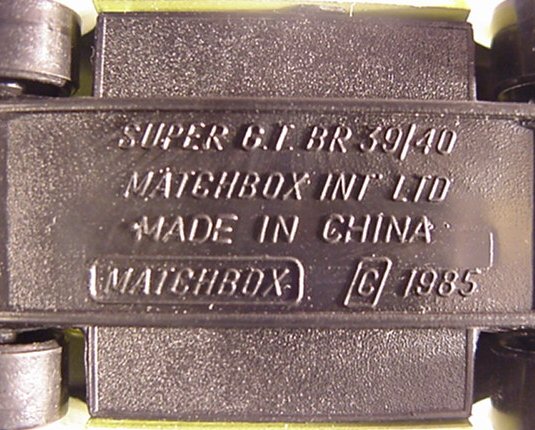 SUPER G.T. BR 39/40
MATCHBOX INT' LTD
MADE IN CHINA
MATCHBOX © 1985